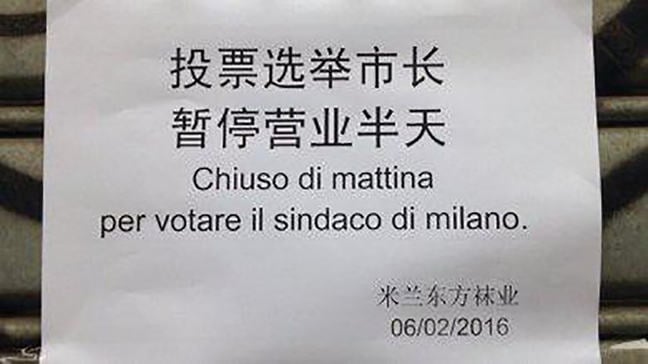 投票选举市长
暂停营业半天
Chiuso di mattina
per votare il sindaco di milano.
米兰东方袜业
06/02/2016